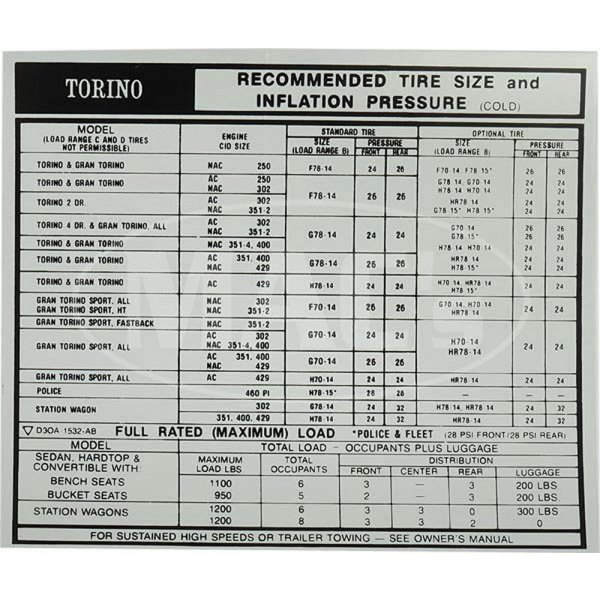 TORINO
RECOMMENDED TIRE SIZE and
INFLATION PRESSURE (COLD)
MODEL
(LOAD RANGE C AND D TIRES
NOT PERMISSIBLE)
ENGINE
CID SIZE
STANDARD TIRE
SIZE
(LOAD RANGE B)
PRESSURE
FRONT REAR
OPTIONAL TIRE
SIZE
(LOAD RANGE B)
PRESSURE
FRONT REAR
TORINO & GRAN TORINO NAC 250 F78-14 24 26 F70 14, F78 15* 26 26
TORINO & GRAN TORINO AC 250 G78 14, G70 14 24 24
NAC 302 H78 14 H70 14 24 24
TORINO 2 DR. AC 302 F78-14 26 26 HR78 14 24 24
NAC 351-2 G78 15* H78 15* 24 24
TORINO 4 DR. & GRAN TORINO, ALL AC 302 G70 14 26 26
NAC 351-2 G78-14 24 24 G78 15* 26 26
TORINO & GRAN TORINO NAC 351-4, 400 H78 14 H70 14 24 24
TORINO & GRAN TORINO AC 351, 400 G78-14 26 26 HR78 14 24 24
NAC 429 H78 15* 24 24
TORINO & GRAN TORINO AC 429 H78-14 24 24 H70 14, HR78 14 24 24
H78 15* 24 24
GRAN TORINO SPORT, ALL NAC 302 G70 14, H70 14 24 24
GRAN TORINO SPORT, HT NAC 351-2 F70-14 26 26 HR78 14 24 24
GRAN TORINO SPORT, FASTBACK NAC 351-2
GRAN TORINO SPORT, ALL AC 302 G70-14 24 24
NAC 351-4, 400 H70 14 24 24
AC 351, 400 HR78-14 24 24
NAC 429 G70-14 26 26
GRAN TORINO SPORT, ALL AC 429 H70-14 24 24 HR78-14 24 24
POLICE 460 PI H78-15* 28 28 — — —
STATION WAGON 302 G78-14 24 32 H78 14, HR78-14 24 32
351, 400, 429 H78-14 24 32 HR78-14 24 32
▽ D3OA 1532-AB FULL RATED (MAXIMUM) LOAD *POLICE & FLEET (28 PSI FRONT/28 PSI REAR)
MODEL TOTAL LOAD - OCCUPANTS PLUS LUGGAGE
SEDAN, HARDTOP &
CONVERTIBLE WITH:
MAXIMUM
LOAD LBS
TOTAL
OCCUPANTS
DISTRIBUTION
FRONT CENTER REAR LUGGAGE
BENCH SEATS 1100 6 3 — 3 200 LBS
BUCKET SEATS 950 5 2 — 3 200 LBS
STATION WAGONS 1200 6 3 3 0 300 LBS
1200 8 3 3 2 0
FOR SUSTAINED HIGH SPEEDS OR TRAILER TOWING — SEE OWNER'S MANUAL